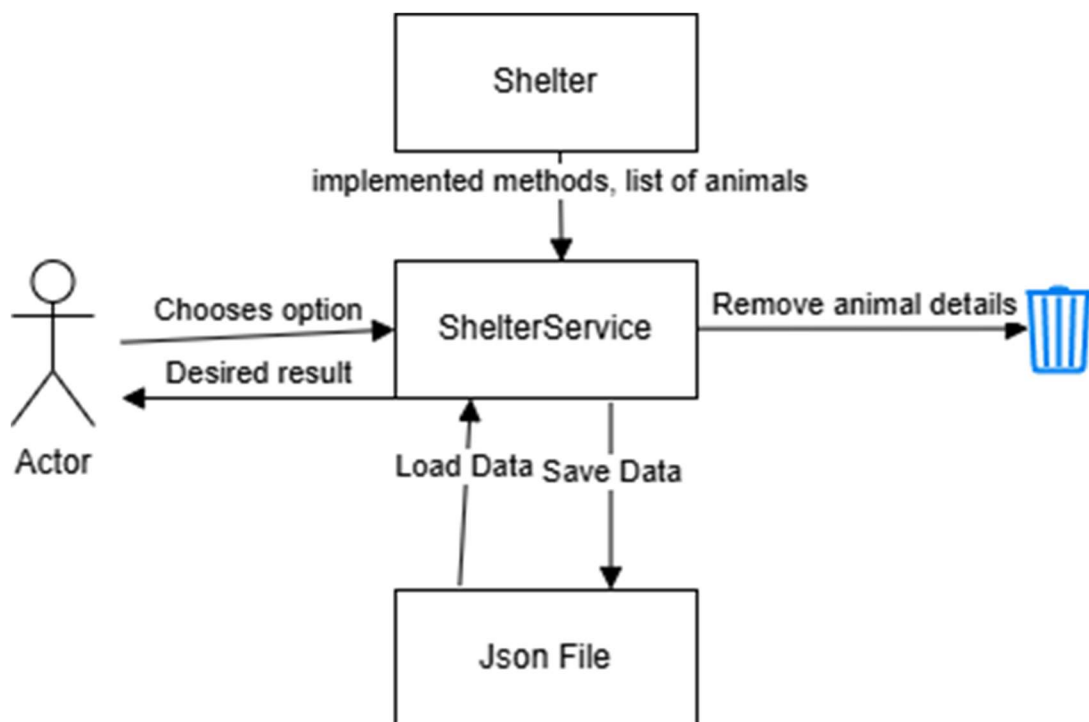 Shelter
implemented methods, list of animals
Chooses option
ShelterService
Remove animal details
Desired result
Actor
Load Data
Save Data
Json File